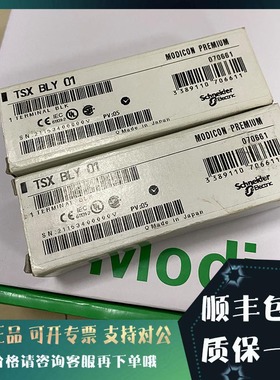 TSX BLY 01
MODICON PREMIUM
1 TERMINAL BLK
070661
3 389110 706611
PV:05
Made in Japan
Schneider
Electric
TSX BLY 01
MODICON PREMIUM
1 TERMINAL BLK
070661
3 389110 706611
PV:05
Made in Japan
Schneider
Electric
Modi
正品 可开专票 支持对公
价格请咨询客服再下单哦
顺丰包
质保一